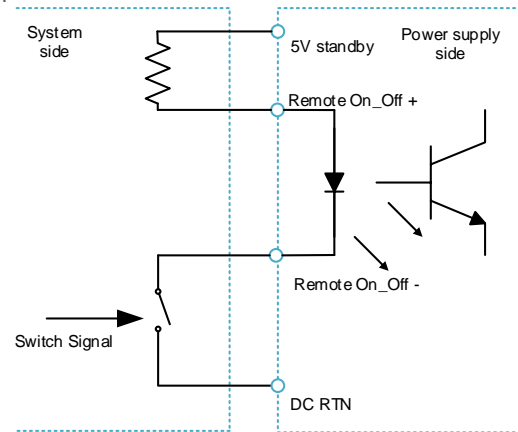 System
side
5V standby
Power supply
side
Remote On_Off +
Remote On_Off -
Switch Signal
DC RTN